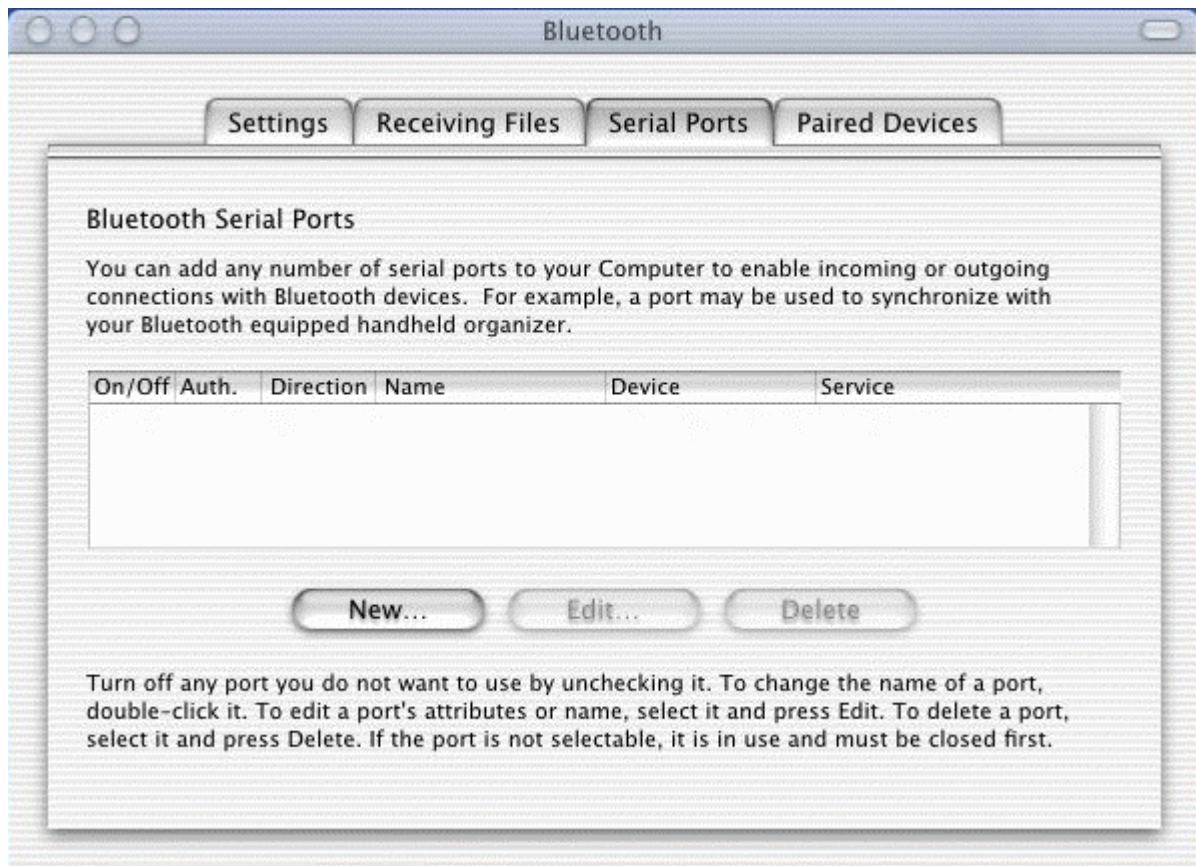 Bluetooth
Settings Receiving Files Serial Ports Paired Devices
Bluetooth Serial Ports
You can add any number of serial ports to your Computer to enable incoming or outgoing
connections with Bluetooth devices.  For example, a port may be used to synchronize with
your Bluetooth equipped handheld organizer.
On/Off Auth. Direction Name Device Service
New... Edit... Delete
Turn off any port you do not want to use by unchecking it. To change the name of a port,
double-click it. To edit a port's attributes or name, select it and press Edit. To delete a port,
select it and press Delete. If the port is not selectable, it is in use and must be closed first.